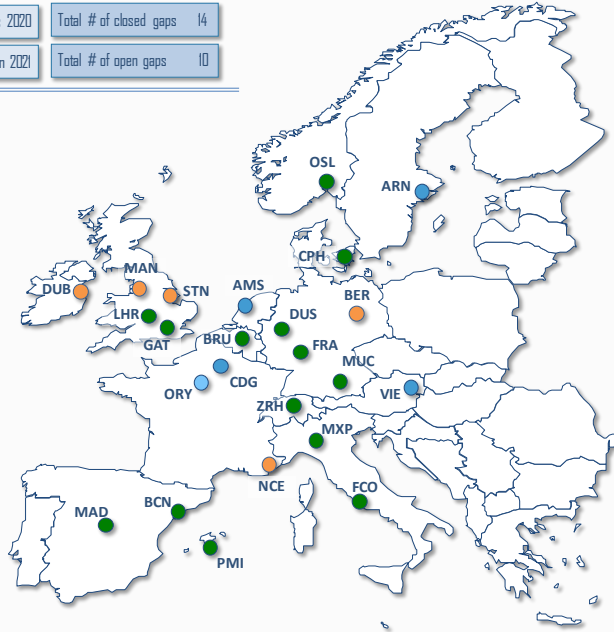 2020
Total # of closed gaps 14
2021
Total # of open gaps 10
OSL
ARN
CPH
MAN
DUB
STN
AMS
BER
LHR
DUS
GAT
BRU
FRA
MUC
CDG
ORY
VIE
ZRH
MXP
NCE
FCO
BCN
MAD
PMI